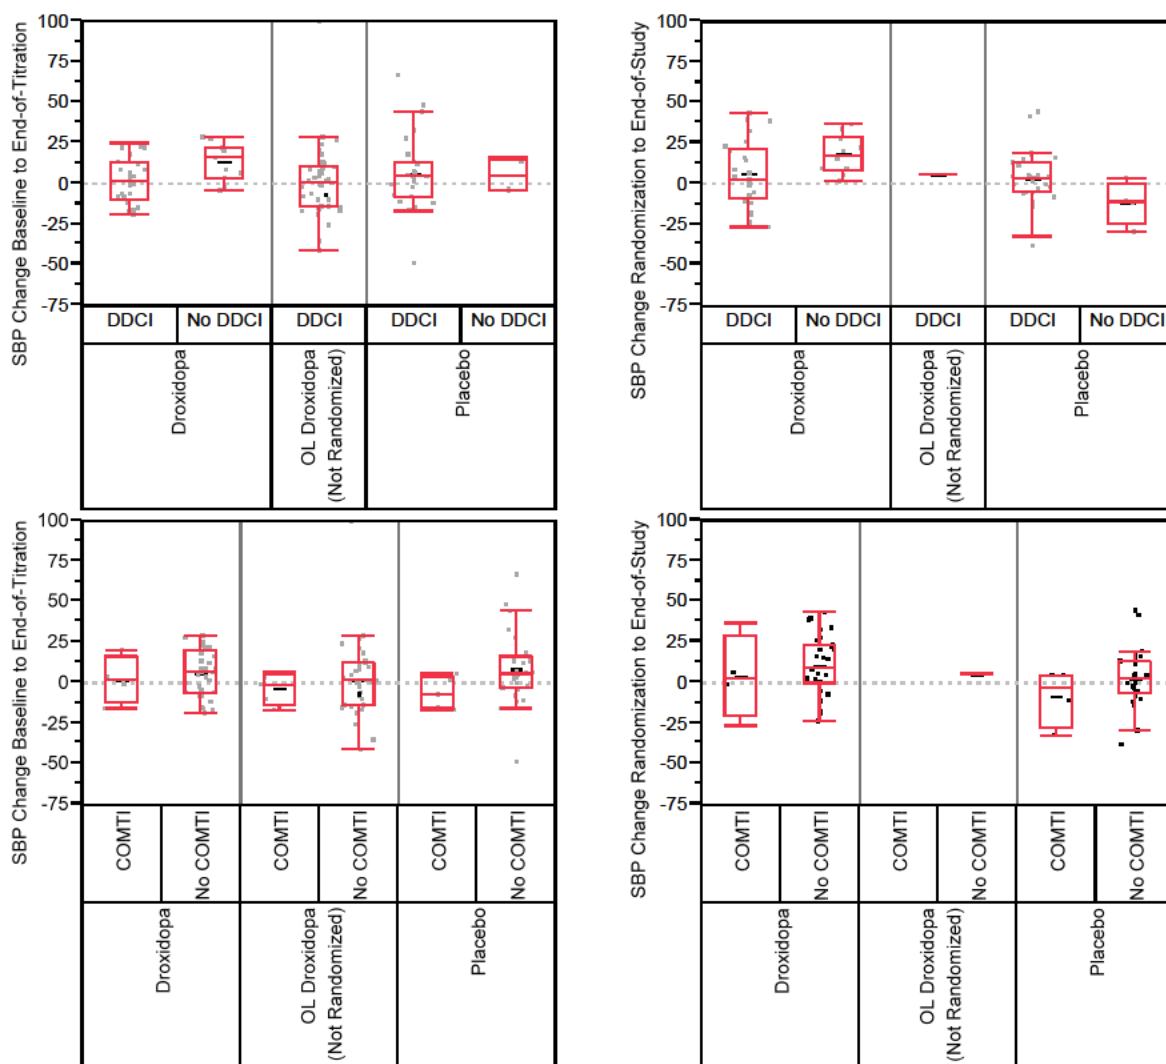 SBP Change Baseline to End-of-Titration
100
75
50
25
0
-25
-50
-75
DDCI
No DDCI
DDCI
DDCI
No DDCI
Droxidopa
OL Droxidopa
(Not Randomized)
Placebo
SBP Change Randomization to End-of-Study
100
75
50
25
0
-25
-50
-75
DDCI
No DDCI
DDCI
DDCI
No DDCI
Droxidopa
OL Droxidopa
(Not Randomized)
Placebo
SBP Change Baseline to End-of-Titration
100
75
50
25
0
-25
-50
-75
COMTI
No COMTI
COMTI
No COMTI
COMTI
No COMTI
Droxidopa
OL Droxidopa
(Not Randomized)
Placebo
SBP Change Randomization to End-of-Study
100
75
50
25
0
-25
-50
-75
COMTI
No COMTI
COMTI
No COMTI
COMTI
No COMTI
Droxidopa
OL Droxidopa
(Not Randomized)
Placebo